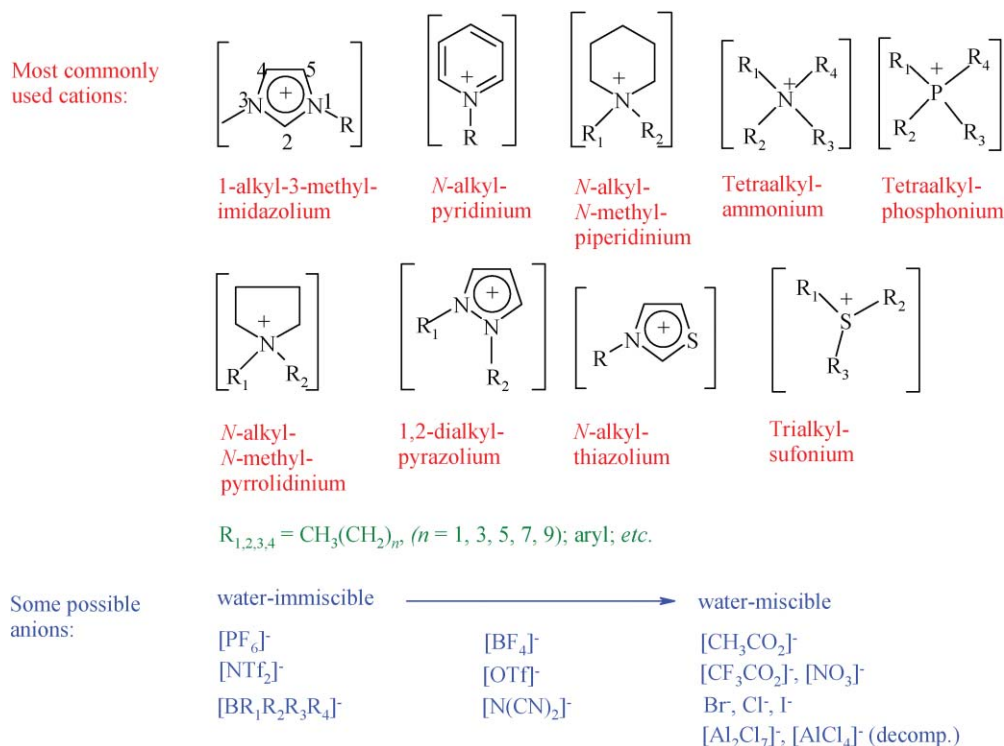 Most commonly
used cations:
4 5
3 N + N 1
2 R
+
N
R
+
N
R1 R2
R1 R4
+
N
R2 R3
R1 + R4
P
R2 R3
1-alkyl-3-methyl-
imidazolium
N-alkyl-
pyridinium
N-alkyl-
N-methyl-
piperidinium
Tetraalkyl-
ammonium
Tetraalkyl-
phosphonium
+
N
R1 R2
+
N
R1 N
R2
+
N S
R
R1 + R2
S
R3
N-alkyl-
N-methyl-
pyrrolidinium
1,2-dialkyl-
pyrazolium
N-alkyl-
thiazolium
Trialkyl-
sufonium
R1,2,3,4 = CH3(CH2)n, (n = 1, 3, 5, 7, 9); aryl; etc.
Some possible
anions:
water-immiscible water-miscible
[PF6]- [BF4]- [CH3CO2]-
[NTf2]- [OTf]- [CF3CO2]-, [NO3]-
[BR1R2R3R4]- [N(CN)2]- Br-, Cl-, I-
[Al2Cl7]-, [AlCl4]- (decomp.)